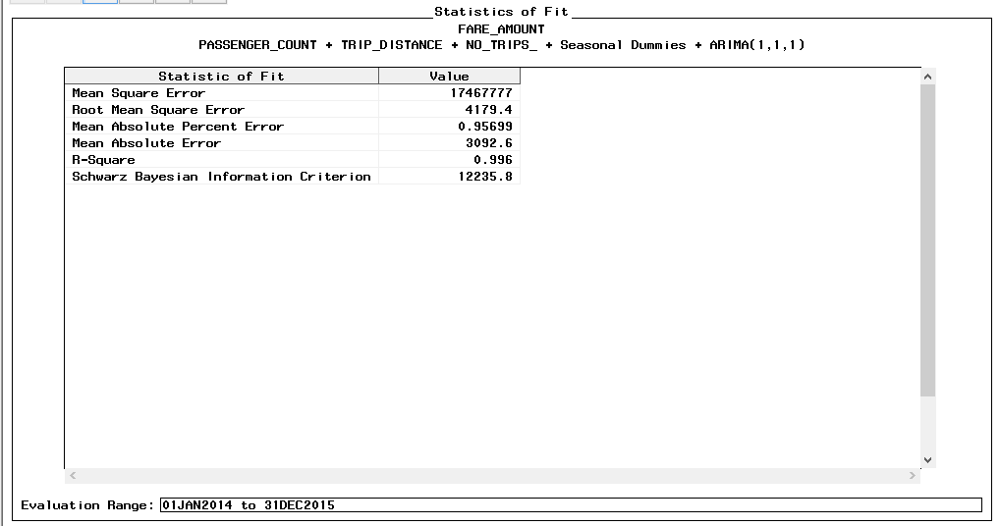 Statistics of Fit
FARE_AMOUNT
PASSENGER_COUNT + TRIP_DISTANCE + NO_TRIPS_ + Seasonal Dummies + ARIMA(1,1,1)
Statistic of Fit Value
Mean Square Error 17467777
Root Mean Square Error 4179.4
Mean Absolute Percent Error 0.95699
Mean Absolute Error 3092.6
R-Square 0.996
Schwarz Bayesian Information Criterion 12235.8
Evaluation Range: 01JAN2014 to 31DEC2015